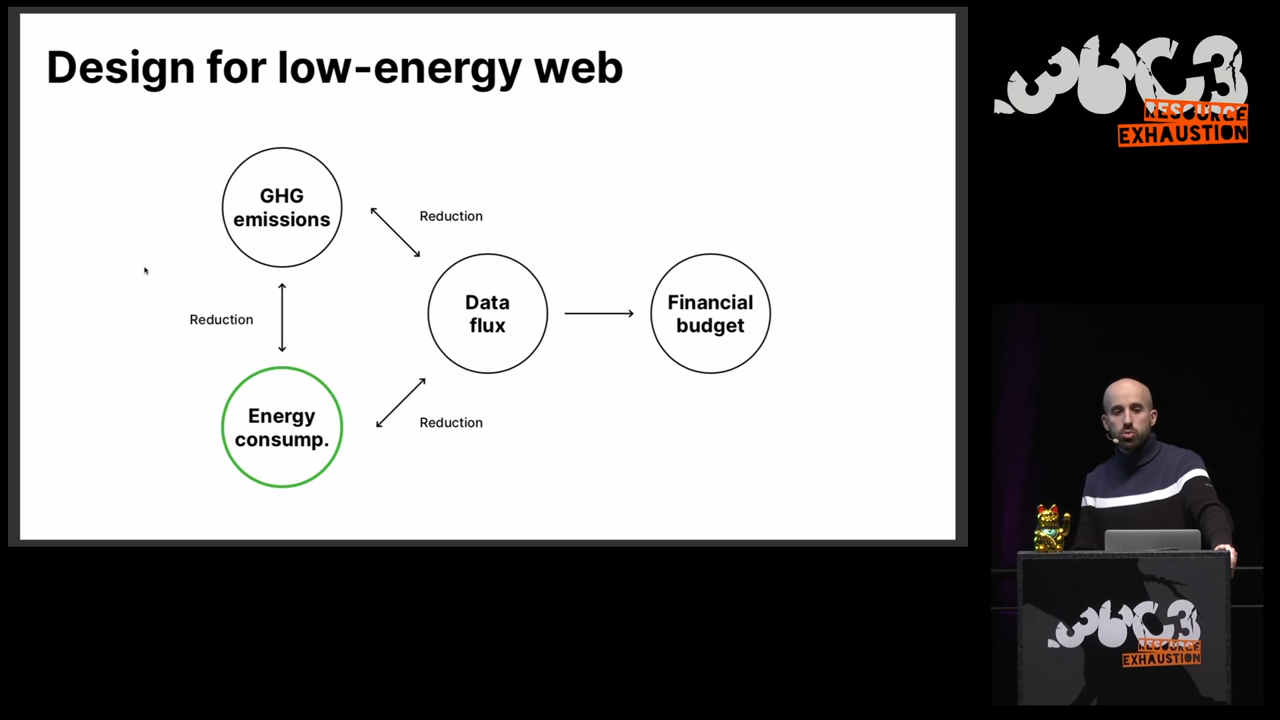 Design for low-energy web
GHG
emissions
Reduction
Data
flux
Financial
budget
Reduction
Energy
consump.
Reduction
36C3
RESOURCE
EXHAUSTION
36C3
RESOURCE
EXHAUSTION